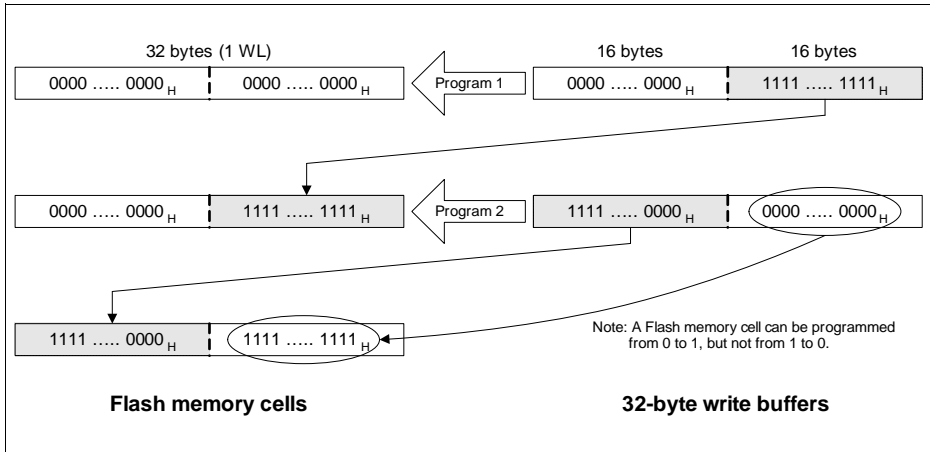 32 bytes (1 WL) 16 bytes 16 bytes
0000 ..... 0000 H 0000 ..... 0000 H Program 1 0000 ..... 0000 H 1111 ..... 1111 H
0000 ..... 0000 H 1111 ..... 1111 H Program 2 1111 ..... 0000 H 0000 ..... 0000 H
1111 ..... 0000 H 1111 ..... 1111 H
Note: A Flash memory cell can be programmed
from 0 to 1, but not from 1 to 0.
Flash memory cells 32-byte write buffers